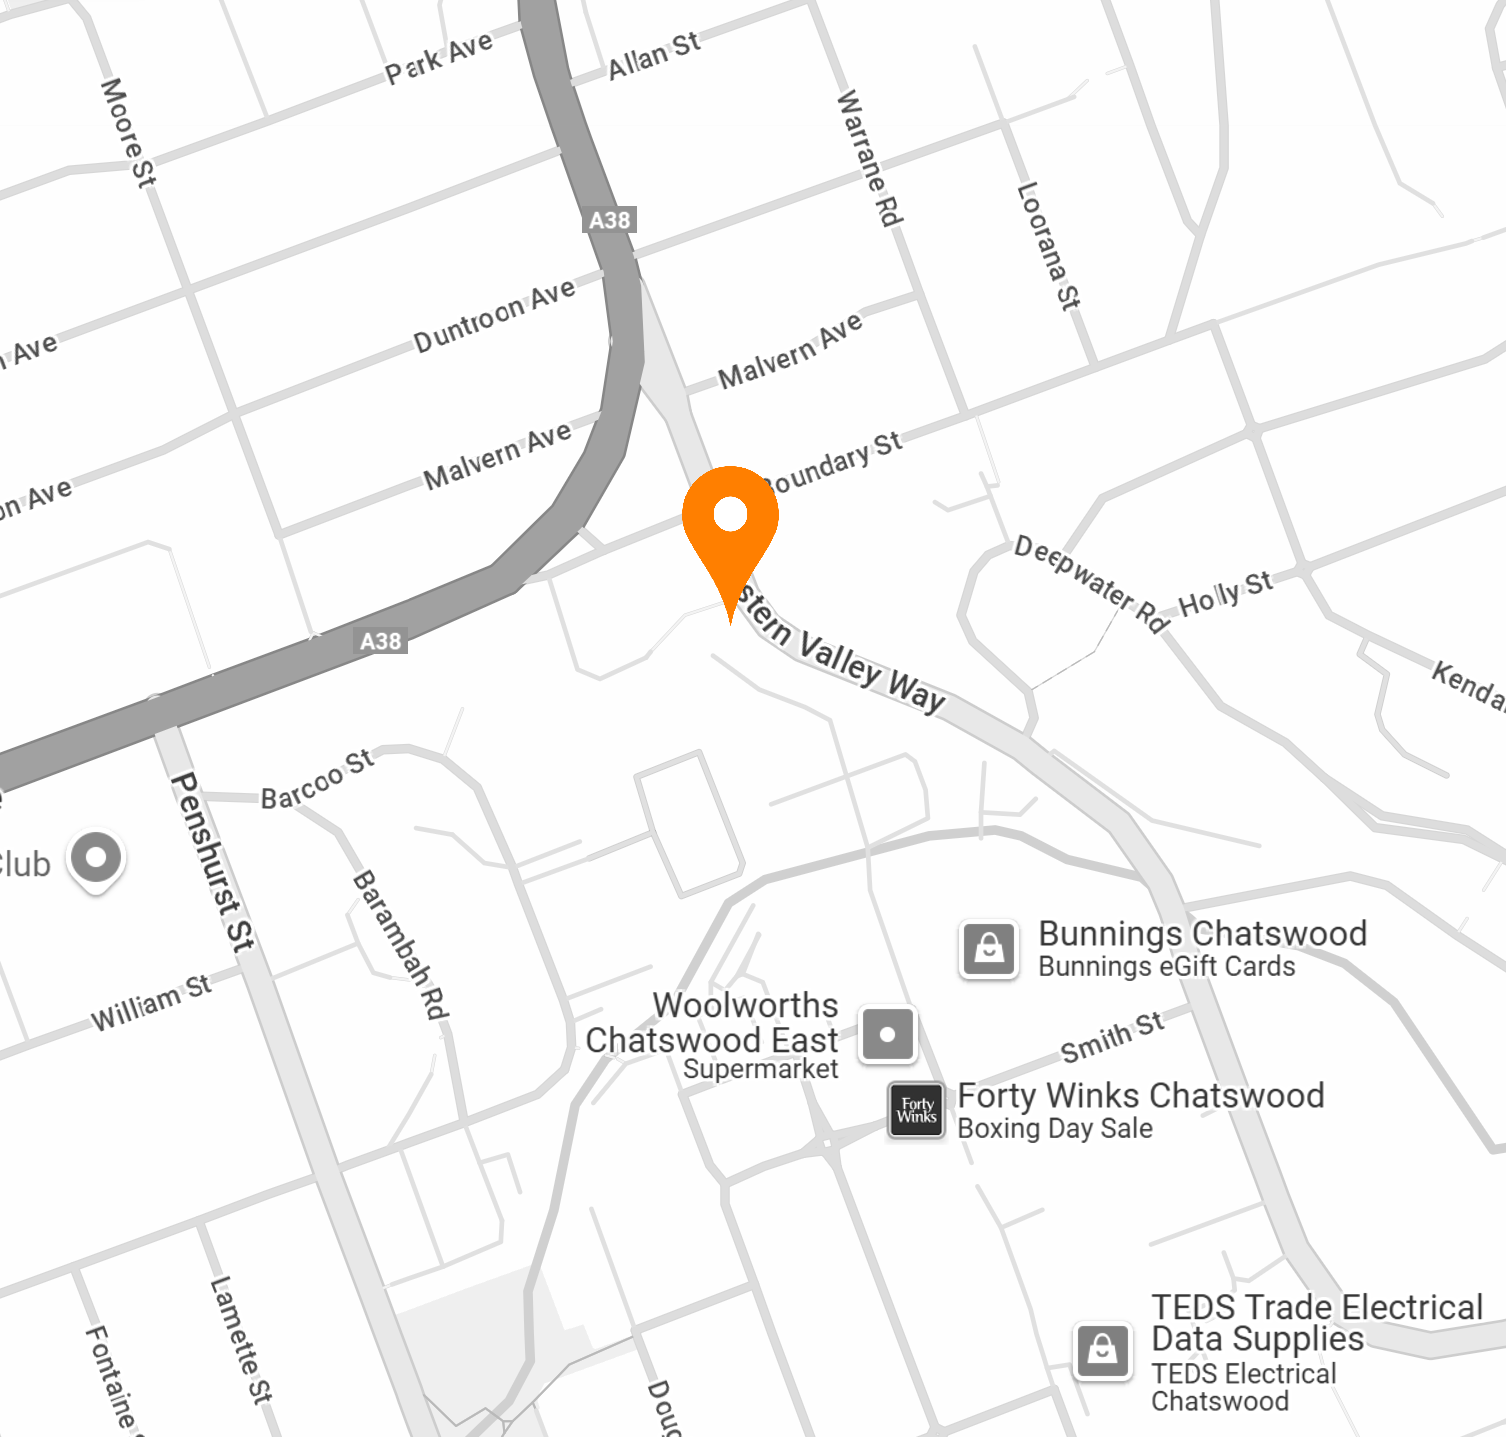 Park Ave
Allan St
Moore St
Warrane Rd
A38
Loorana St
Duntroon Ave
Ave
Malvern Ave
Malvern Ave
Boundary St
Ave
Deepwater Rd
Holly St
stern Valley Way
A38
Kenda
Barcoo St
Penshurst St
Club
Barambah Rd
Bunnings Chatswood
Bunnings eGift Cards
William St
Woolworths
Chatswood East
Supermarket
Smith St
Forty
Winks
Forty Winks Chatswood
Boxing Day Sale
Lamette St
Fontaine
TEDS Trade Electrical
Data Supplies
TEDS Electrical
Chatswood
Doug